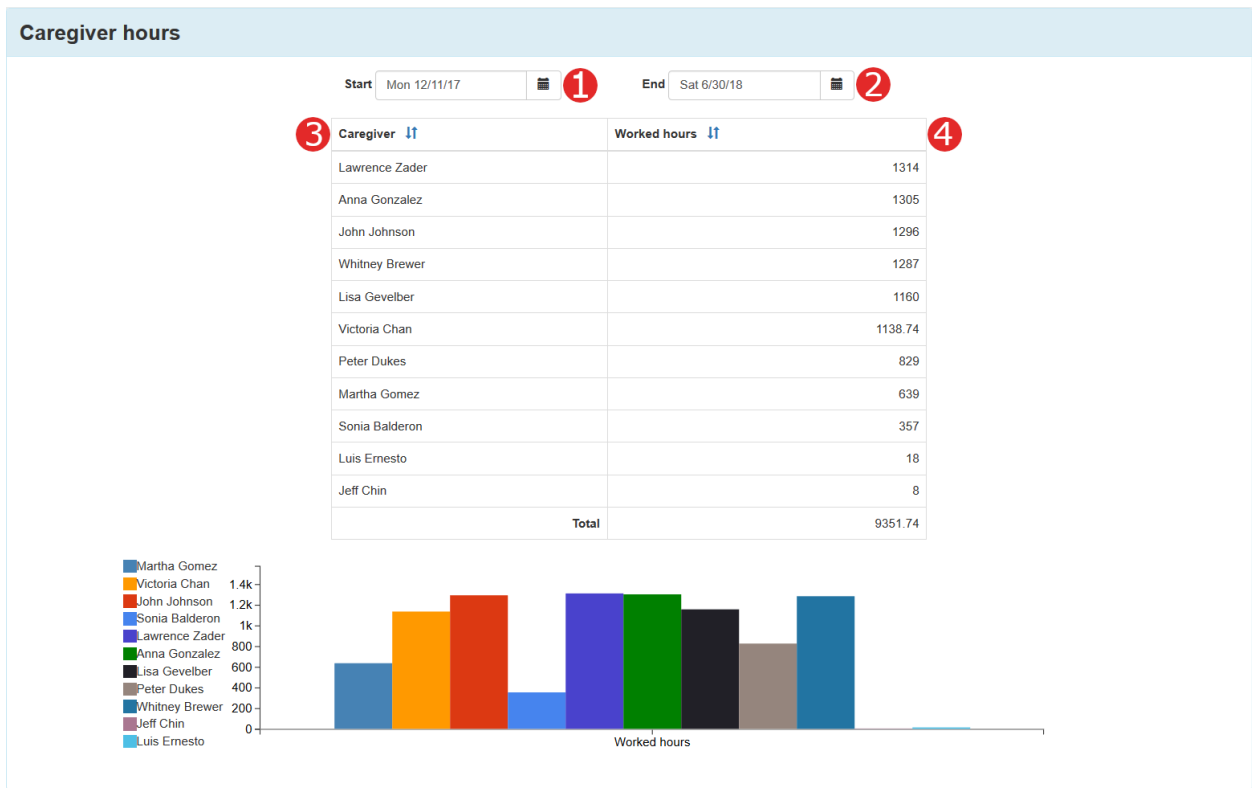 Caregiver hours
Start Mon 12/11/17 1 End Sat 6/30/18 2
3 Caregiver Worked hours 4
Lawrence Zader 1314
Anna Gonzalez 1305
John Johnson 1296
Whitney Brewer 1287
Lisa Gevelber 1160
Victoria Chan 1138.74
Peter Dukes 829
Martha Gomez 639
Sonia Balderon 357
Luis Ernesto 18
Jeff Chin 8
Total 9351.74
Martha Gomez
Victoria Chan 1.4k
John Johnson 1.2k
Sonia Balderon 1k
Lawrence Zader 800
Anna Gonzalez 600
Lisa Gevelber
Peter Dukes 400
Whitney Brewer 200
Jeff Chin 0
Luis Ernesto
Worked hours